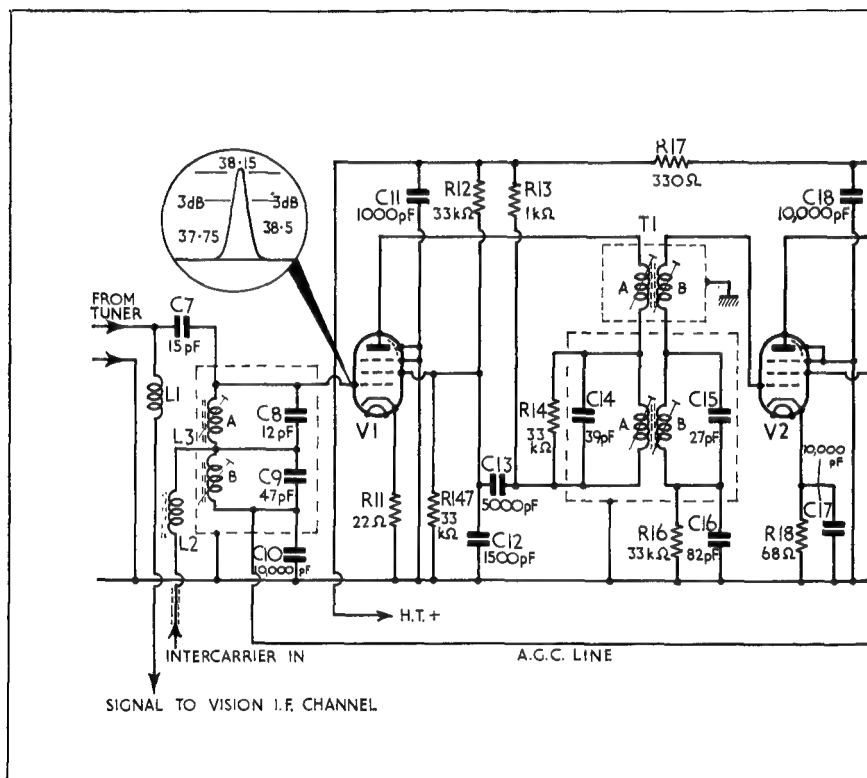 R17
330Ω
38·15
3dB
3dB
37·75
38·5
C11
1000pF
R12
33kΩ
R13
1kΩ
C18
10,000pF
T1
A
B
FROM
TUNER
C7
15pF
L1
L3
A
B
C8
12pF
C9
47pF
L2
C10
10,000pF
V1
R11
22Ω
R147
33
kΩ
C13
5000pF
C12
1500pF
R14
33
kΩ
C14
39pF
A
B
C15
27pF
R16
33kΩ
C16
82pF
V2
10,000
pF
C17
R18
68Ω
H.T.+
INTERCARRIER IN
A.G.C. LINE
SIGNAL TO VISION I.F. CHANNEL